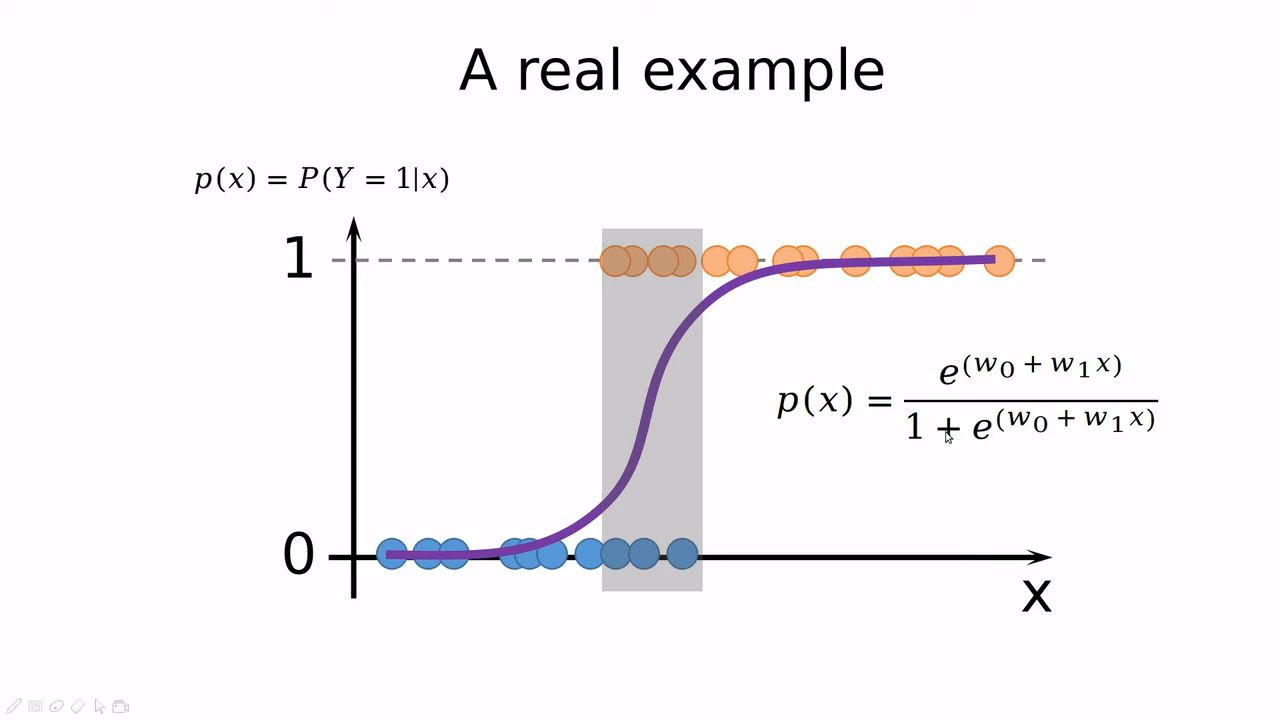 A real example
p(x) = P(Y = 1|x)
1
p(x) = e^(w₀ + w₁x) / 1 + e^(w₀ + w₁x)
0
x